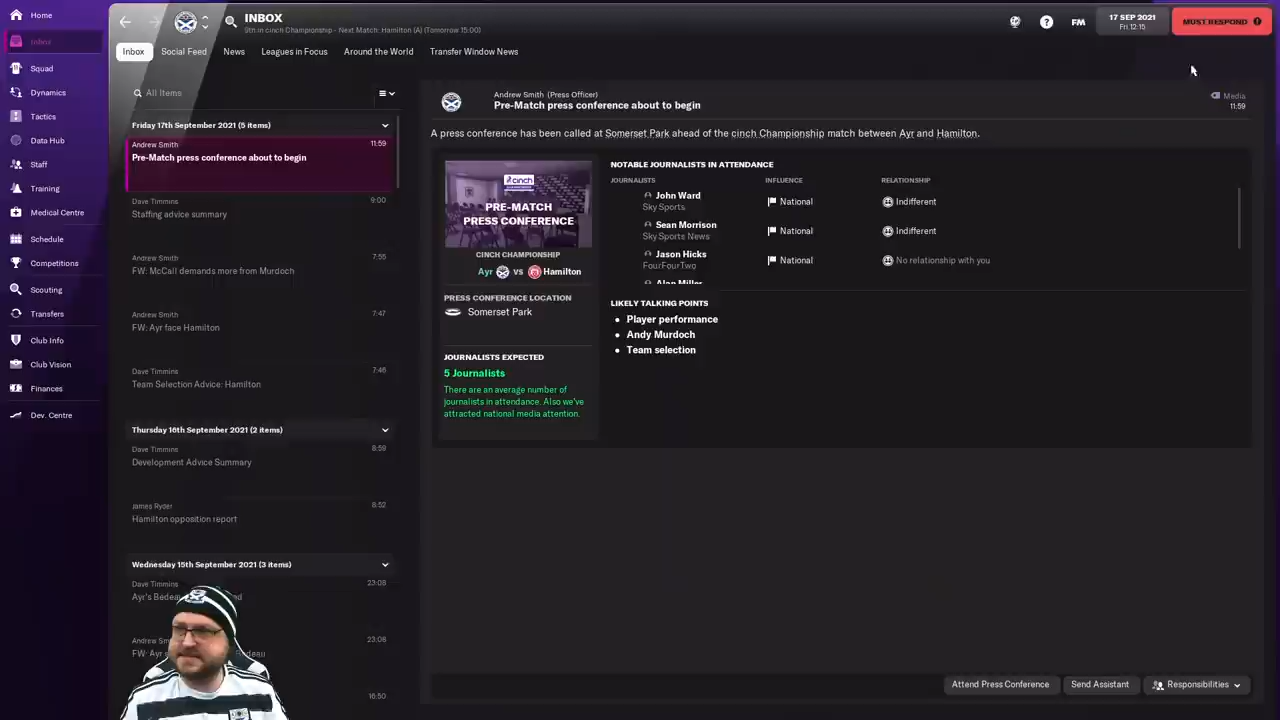 Home
Inbox
Squad
Dynamics
Tactics
Data Hub
Staff
Training
Medical Centre
Schedule
Competitions
Scouting
Transfers
Club Info
Club Vision
Finances
Dev. Centre
INBOX
9th in cinch Championship - Next Match: Hamilton (A) (Tomorrow 15:00)
FM
17 SEP 2021
Fri 12:15
MUST RESPOND
Inbox Social Feed News Leagues in Focus Around the World Transfer Window News
All Items
Friday 17th September 2021 (5 items)
Andrew Smith 11:59
Pre-Match press conference about to begin
Dave Timmins 9:00
Staffing advice summary
Andrew Smith 7:55
FW: McCall demands more from Murdoch
Andrew Smith 7:47
FW: Ayr face Hamilton
Dave Timmins 7:46
Team Selection Advice: Hamilton
Thursday 16th September 2021 (2 items)
Dave Timmins 8:59
Development Advice Summary
James Ryder 8:52
Hamilton opposition report
Wednesday 15th September 2021 (3 items)
Dave Timmins 23:08
Ayr's Bedeau
Andrew Sm 23:08
FW: Ayr
16:50
Andrew Smith (Press Officer)
Pre-Match press conference about to begin
Media
11:59
A press conference has been called at Somerset Park ahead of the cinch Championship match between Ayr and Hamilton.
cinch
PRE-MATCH
PRESS CONFERENCE
CINCH CHAMPIONSHIP
Ayr vs Hamilton
PRESS CONFERENCE LOCATION
Somerset Park
JOURNALISTS EXPECTED
5 Journalists
There are an average number of
journalists in attendance. Also we've
attracted national media attention.
NOTABLE JOURNALISTS IN ATTENDANCE
JOURNALISTS INFLUENCE RELATIONSHIP
John Ward
Sky Sports
National Indifferent
Sean Morrison
Sky Sports News
National Indifferent
Jason Hicks
FourFourTwo
National No relationship with you
Alan Miller
LIKELY TALKING POINTS
• Player performance
• Andy Murdoch
• Team selection
Attend Press Conference Send Assistant Responsibilities